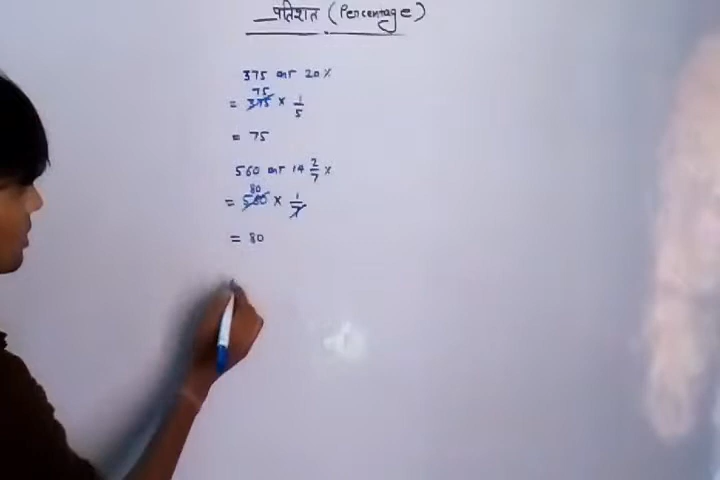 प्रतिशत (Percentage)
375 का 20%
75
= 375 × 1/5
= 75
560 का 14 2/7 %
80
= 560 × 1/7
= 80